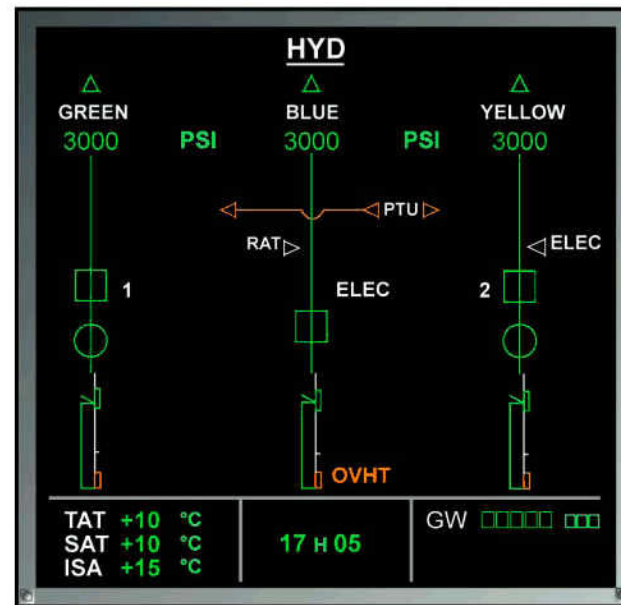 HYD
GREEN BLUE YELLOW
3000 PSI 3000 PSI 3000
PTU
RAT ELEC
1 ELEC 2
OVHT
TAT +10 °C
SAT +10 °C
ISA +15 °C
17 H 05
GW